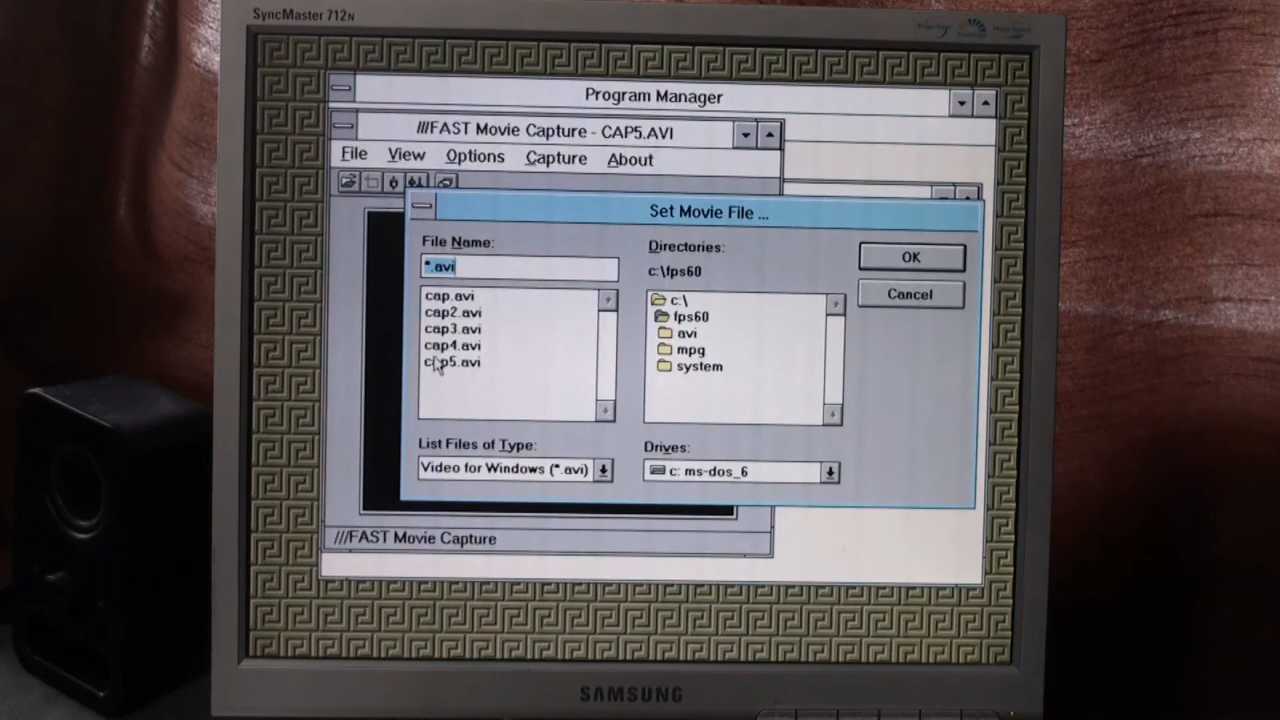 SyncMaster 712N
Program Manager
///FAST Movie Capture - CAP5.AVI
File View Options Capture About
Set Movie File ...
File Name:
*.avi
cap.avi
cap2.avi
cap3.avi
cap4.avi
cap5.avi
Directories:
c:\fps60
c:\
fps60
avi
mpg
system
OK
Cancel
List Files of Type:
Video for Windows (*.avi)
Drives:
c: ms-dos_6
///FAST Movie Capture
SAMSUNG